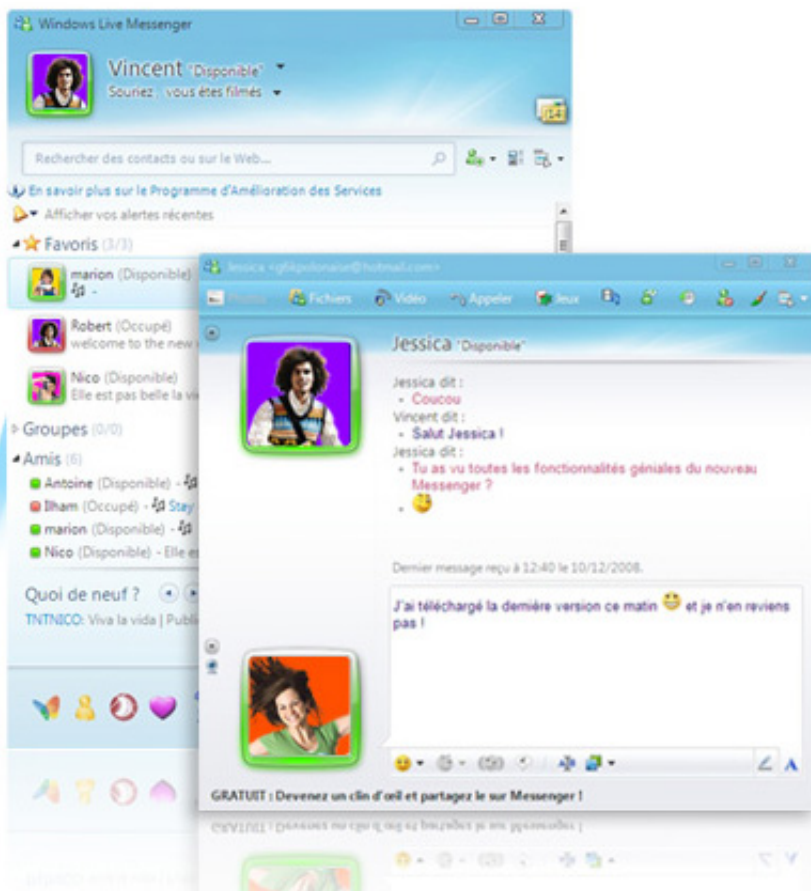 Windows Live Messenger
Vincent "Disponible"
Souriez, vous êtes filmés
Rechercher des contacts ou sur le Web...
En savoir plus sur le Programme d'Amélioration des Services
Afficher vos alertes récentes
Favoris (3/3)
marion (Disponible)
-
Robert (Occupé)
welcome to the new
Nico (Disponible)
Elle est pas belle la
Groupes (0/0)
Amis (6)
Antoine (Disponible) -
Ilham (Occupé) - Stay
marion (Disponible) -
Nico (Disponible) - Elle
Quoi de neuf ?
TNTNICO: Viva la vida |
Jessica
Photos Fichiers Vidéo Appeler Jeux
Jessica "Disponible"
Jessica dit :
Coucou
Vincent dit :
Salut Jessica !
Jessica dit :
Tu as vu toutes les fonctionnalités géniales du nouveau
Messenger ?
Dernier message reçu à 12:40 le 10/12/2008.
J'ai téléchargé la dernière version ce matin et je n'en reviens
pas !
GRATUIT : Devenez un clin d'œil et partagez le sur Messenger !